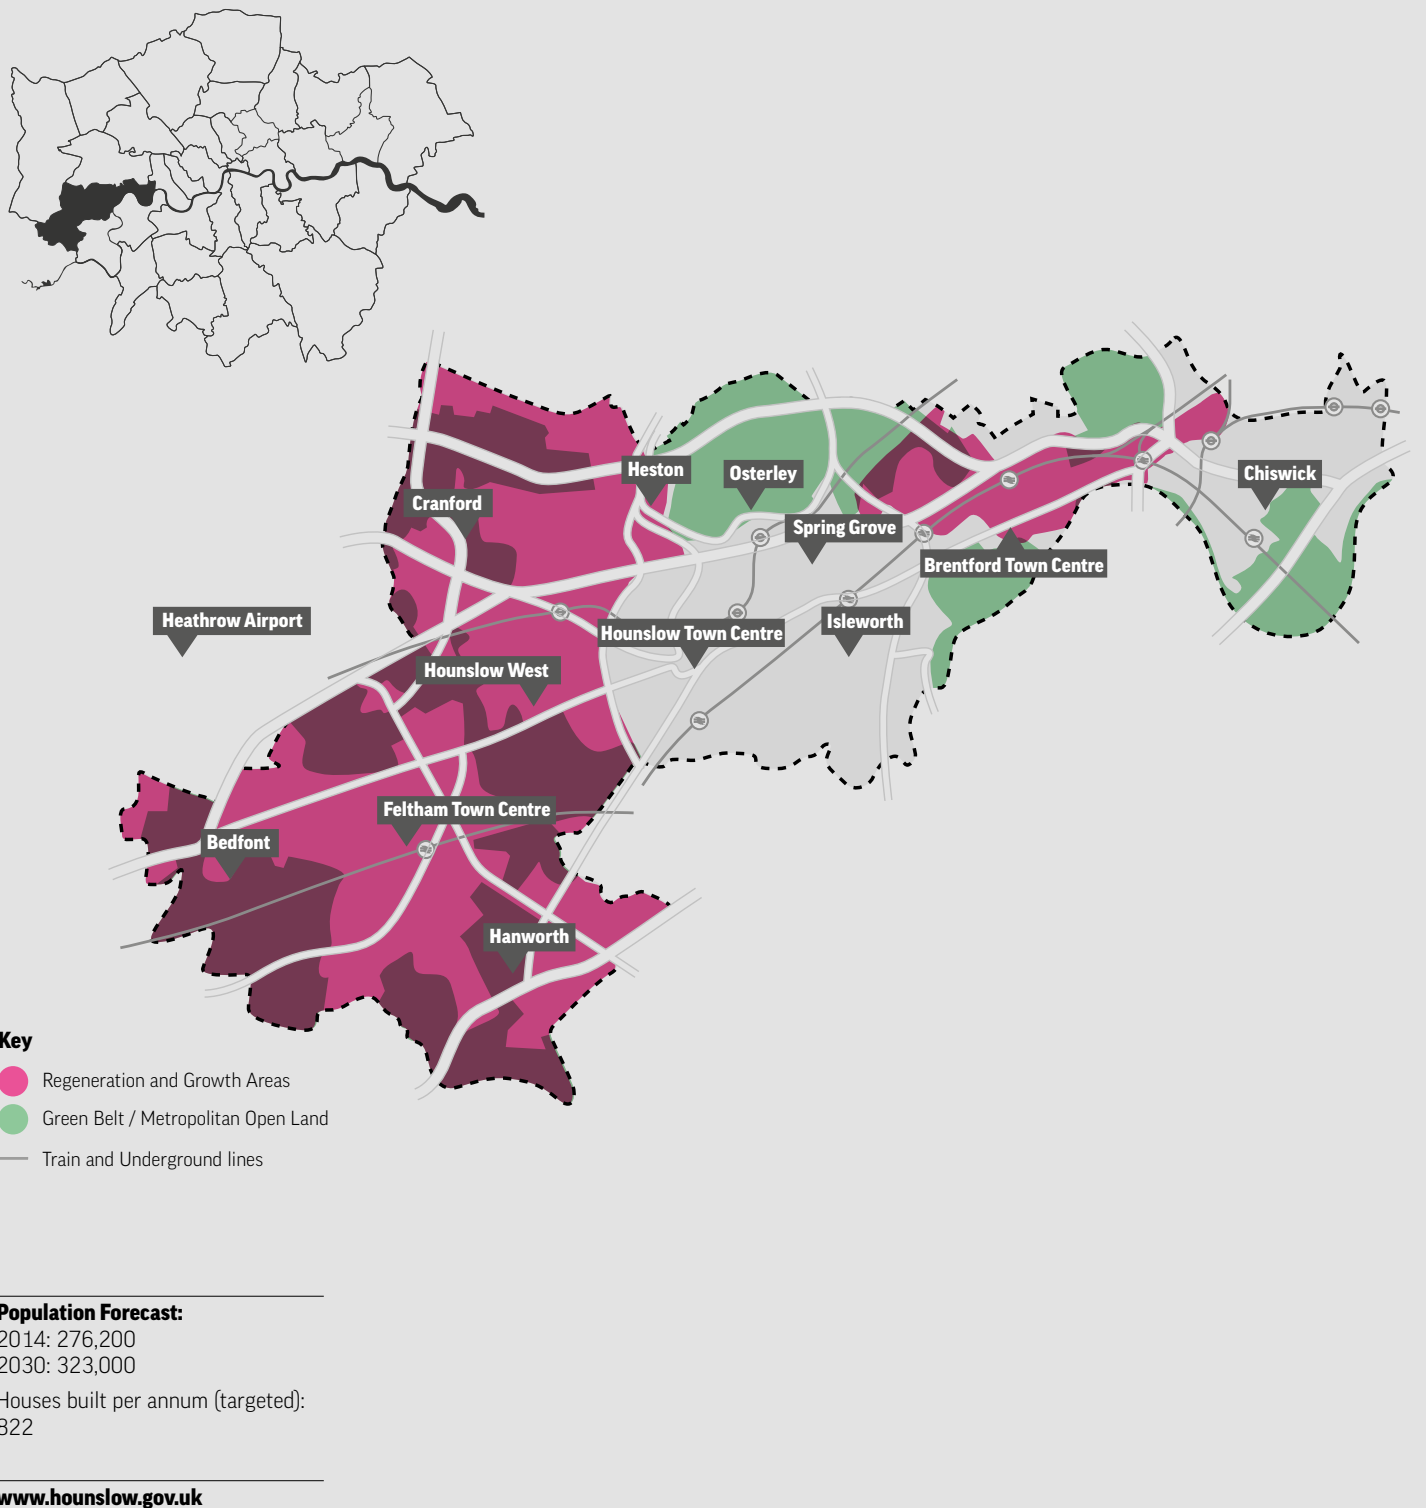 Heston
Osterley
Chiswick
Cranford
Spring Grove
Brentford Town Centre
Heathrow Airport
Hounslow Town Centre
Isleworth
Hounslow West
Feltham Town Centre
Bedfont
Hanworth
Key
Regeneration and Growth Areas
Green Belt / Metropolitan Open Land
Train and Underground lines
Population Forecast:
2014: 276,200
2030: 323,000
Houses built per annum (targeted):
822
www.hounslow.gov.uk